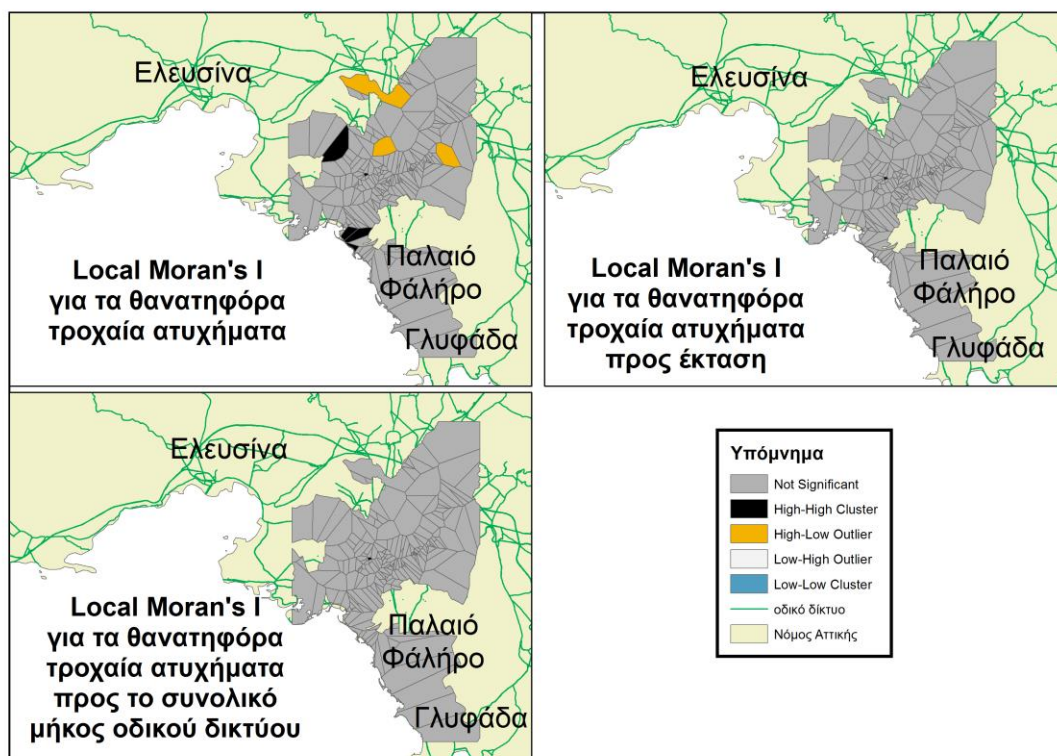 Ελευσίνα
Παλαιό
Φάληρο
Γλυφάδα
Local Moran's I
για τα θανατηφόρα
τροχαία ατυχήματα
Ελευσίνα
Παλαιό
Φάληρο
Γλυφάδα
Local Moran's I
για τα θανατηφόρα
τροχαία ατυχήματα
προς έκταση
Ελευσίνα
Παλαιό
Φάληρο
Γλυφάδα
Local Moran's I
για τα θανατηφόρα
τροχαία ατυχήματα
προς το συνολικό
μήκος οδικού δικτύου
Υπόμνημα
Not Significant
High-High Cluster
High-Low Outlier
Low-High Outlier
Low-Low Cluster
οδικό δίκτυο
Νόμος Αττικής